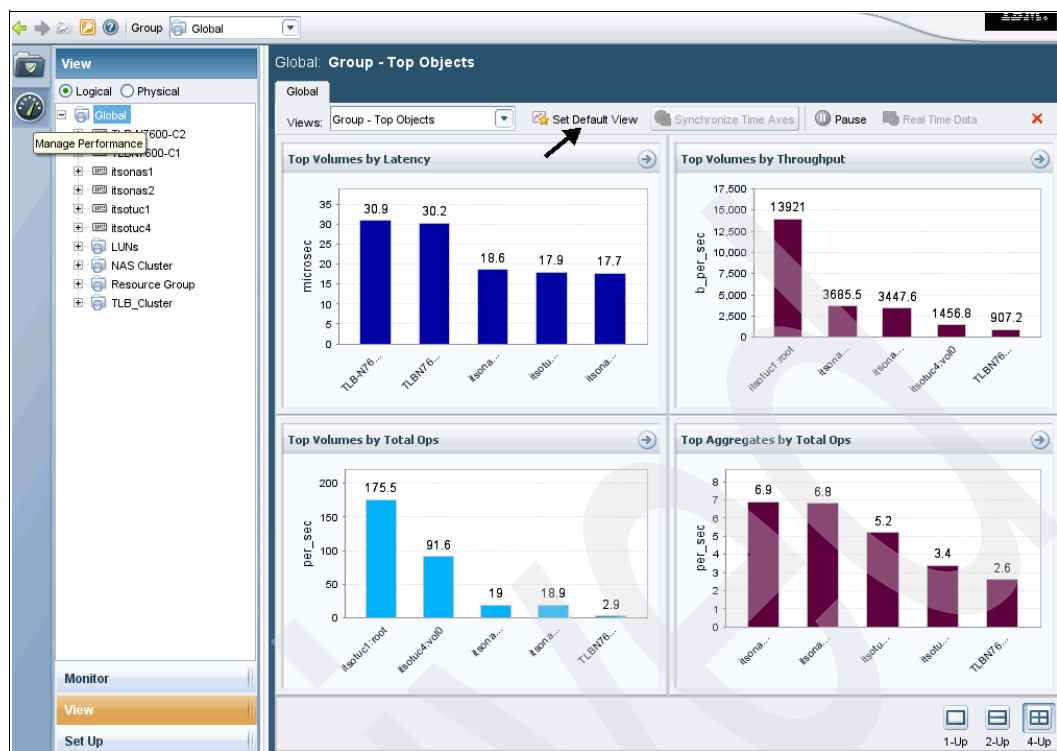 Group Global
IBM.
View
Logical Physical
Global
TLB-N7600-C2
Manage Performance
TLBN7600-C1
itsonas1
itsonas2
itsotuc1
itsotuc4
LUNs
NAS Cluster
Resource Group
TLB_Cluster
Monitor
View
Set Up
Global: Group - Top Objects
Global
Views: Group - Top Objects Set Default View Synchronize Time Axes Pause Real Time Data
Top Volumes by Latency
microsec
35
30
25
20
15
10
5
0
30.9 30.2 18.6 17.9 17.7
TLB-N76... TLBN76... itsona... itsotu... itsona...
Top Volumes by Throughput
b_per_sec
17,500
15,000
12,500
10,000
7,500
5,000
2,500
0
13921 3685.5 3447.6 1456.8 907.2
itsotuc1:root itsona... itsona... itsotuc4:vol0 TLBN76...
Top Volumes by Total Ops
per_sec
200
150
100
50
0
175.5 91.6 19 18.9 2.9
itsotuc1:root itsotuc4:vol0 itsona... itsona... TLBN76...
Top Aggregates by Total Ops
per_sec
8
7
6
5
4
3
2
1
0
6.9 6.8 5.2 3.4 2.6
itsona... itsona... itsotu... itsotu... TLBN76...
1-Up 2-Up 4-Up